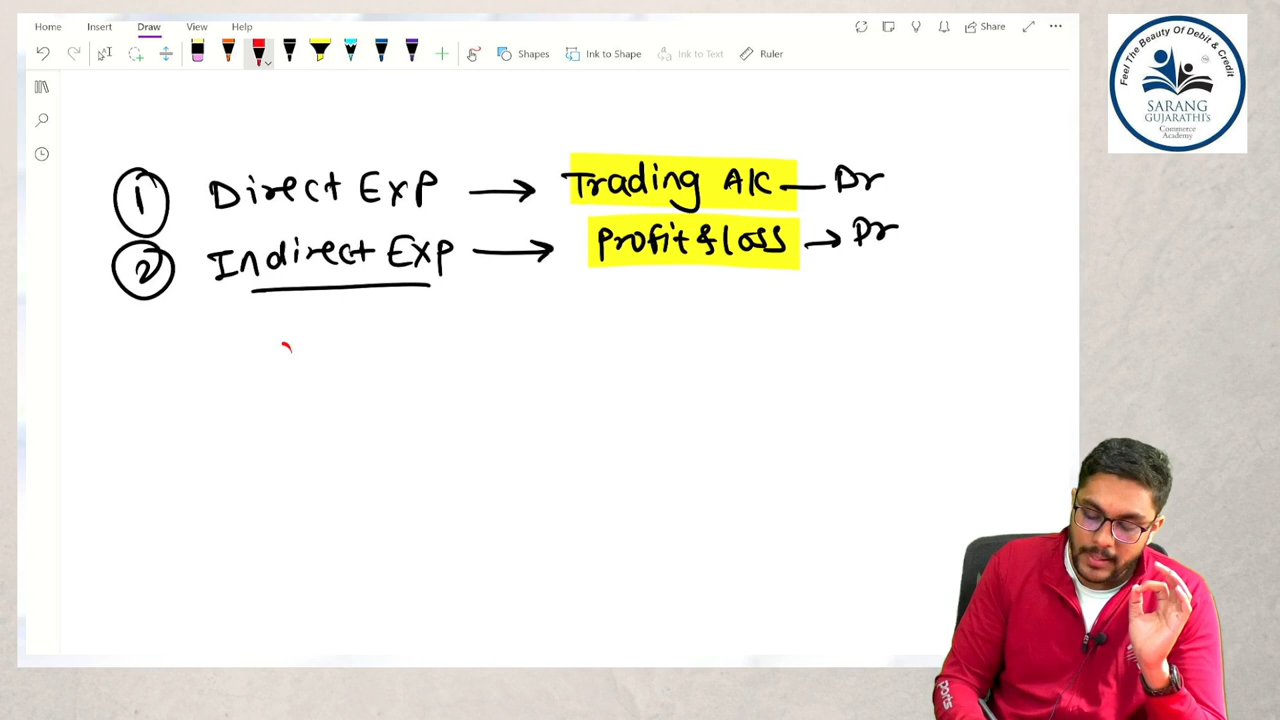 Home Insert Draw View Help Share
Shapes Ink to Shape Ink to Text Ruler
Feel The Beauty Of Debit & Credit
SARANG
GUJARATHI's
Commerce
Academy
1 Direct Exp → Trading A/C — Dr
2 Indirect Exp → Profit & loss → Dr
ports